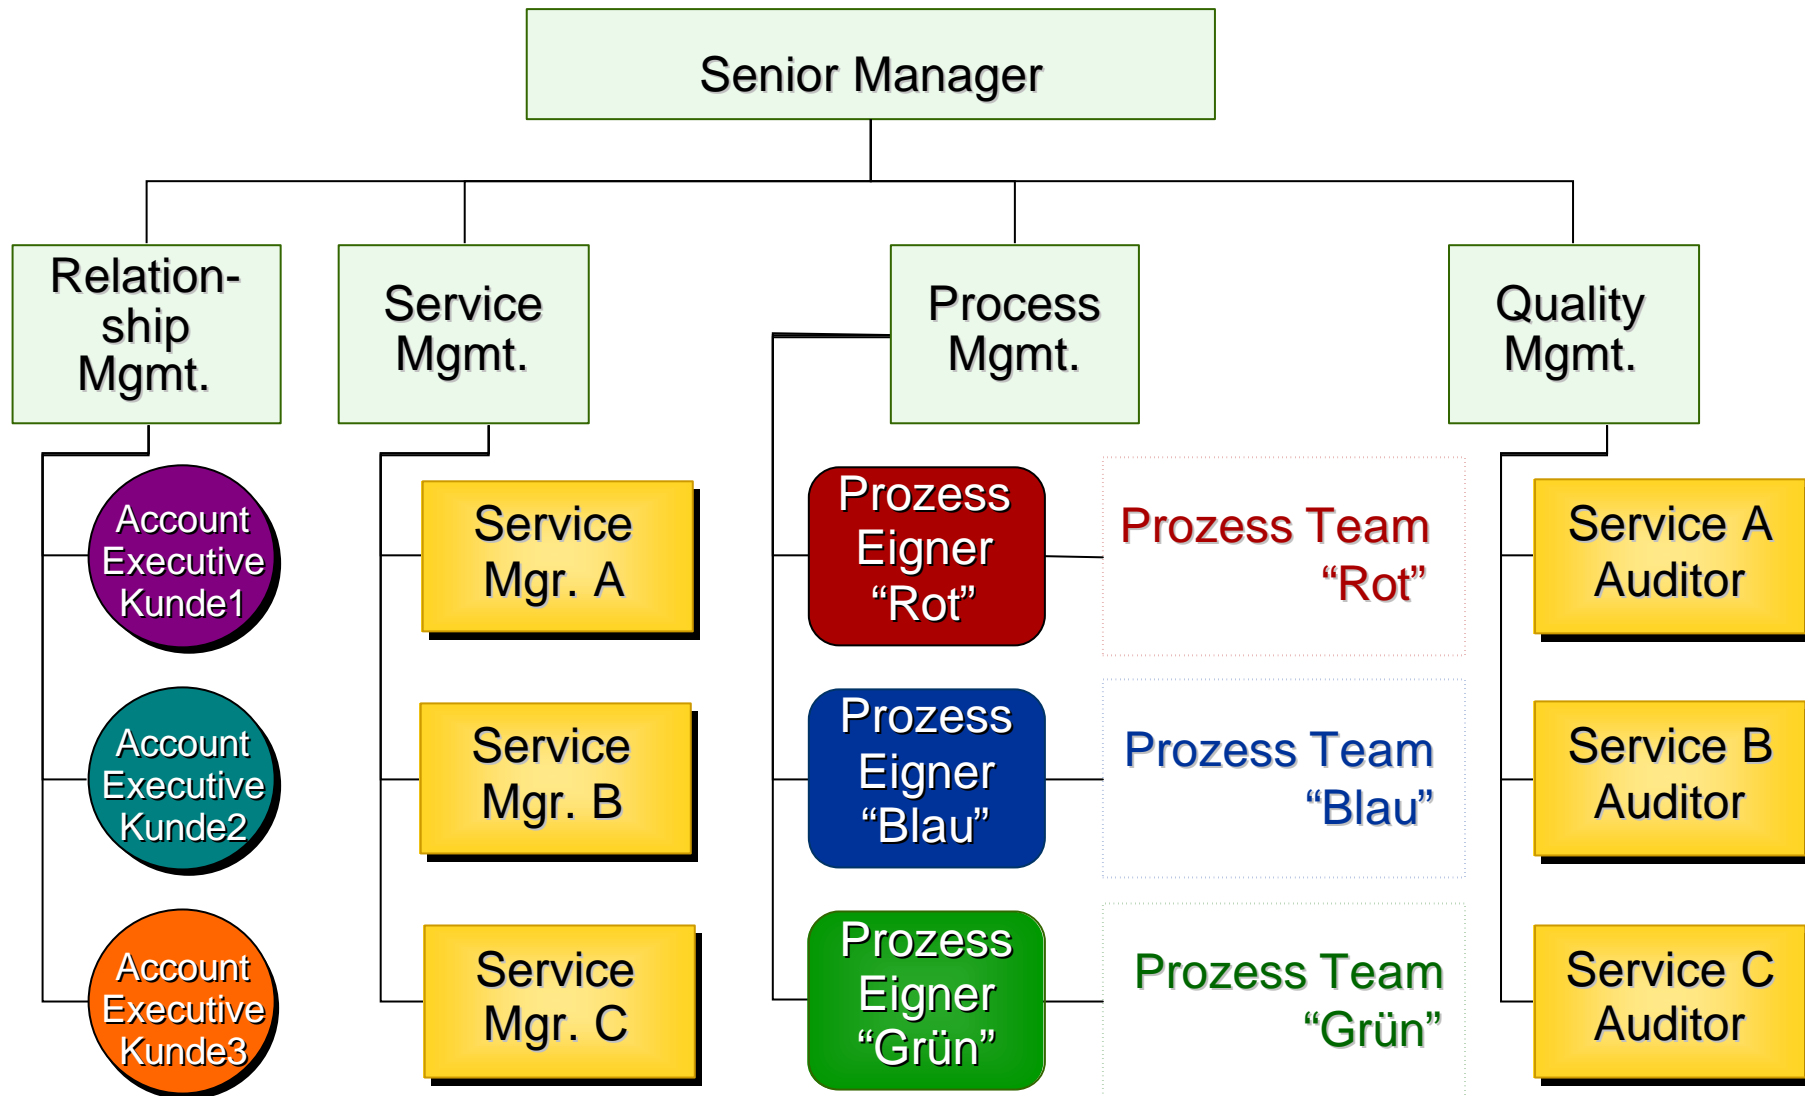 Senior Manager
Relation-
ship
Mgmt.
Service
Mgmt.
Process
Mgmt.
Quality
Mgmt.
Account
Executive
Kunde1
Service
Mgr. A
Prozess
Eigner
“Rot”
Prozess Team
“Rot”
Service A
Auditor
Account
Executive
Kunde2
Service
Mgr. B
Prozess
Eigner
“Blau”
Prozess Team
“Blau”
Service B
Auditor
Account
Executive
Kunde3
Service
Mgr. C
Prozess
Eigner
“Grün”
Prozess Team
“Grün”
Service C
Auditor